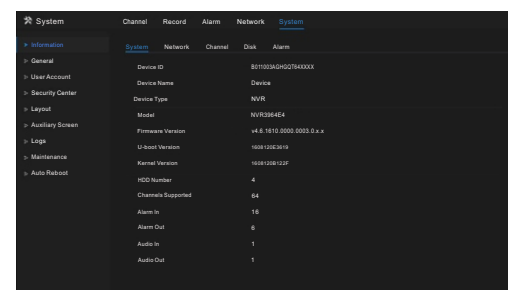 System
Channel Record Alarm Network System
Information
General
User Account
Security Center
Layout
Auxiliary Screen
Logs
Maintenance
Auto Reboot
System Network Channel Disk Alarm
Device ID B011003AGHGQT64XXXX
Device Name Device
Device Type NVR
Model NVR3964E4
Firmware Version v4.6.1610.0000.0003.0.x.x
U-boot Version 1608120E3619
Karnel Version 1608120B122F
HDD Number 4
Channels Supported 64
Alarm In 16
Alarm Out 6
Audio In 1
Audio Out 1